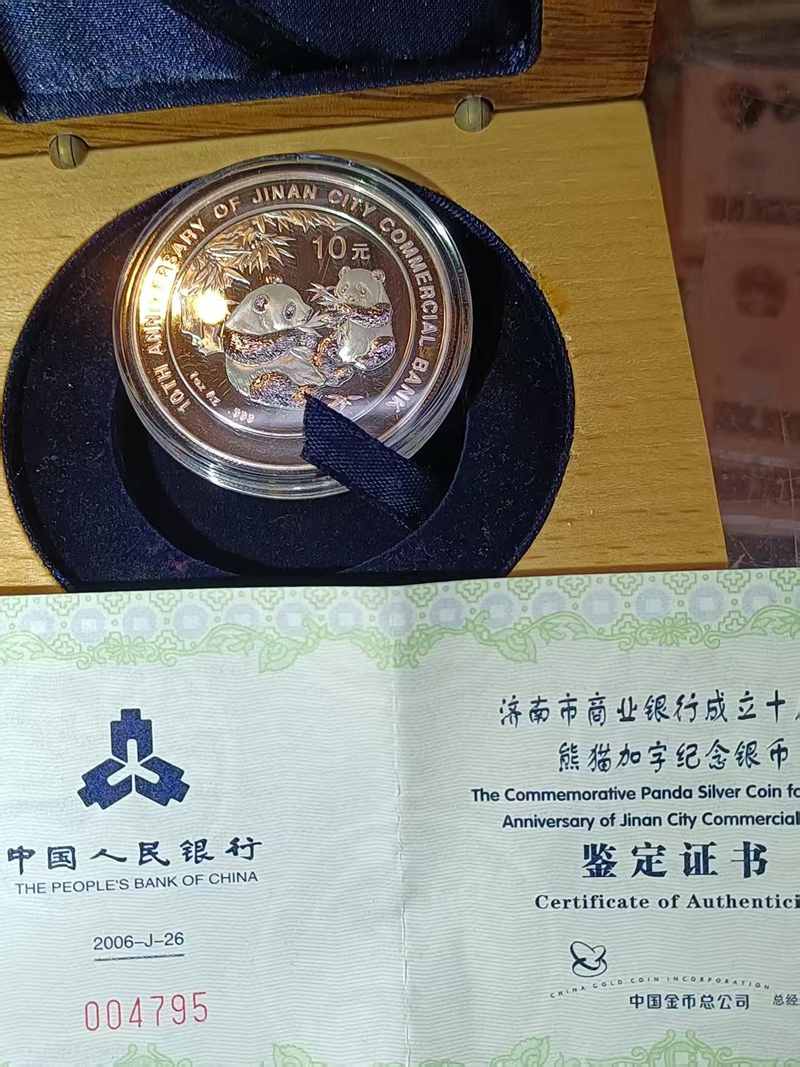 10TH ANNIVERSARY OF JINAN CITY COMMERCIAL BANK
10元
中国人民银行
THE PEOPLE'S BANK OF CHINA
2006-J-26
004795
济南市商业银行成立十
熊猫加字纪念银币
The Commemorative Panda Silver Coin fo
Anniversary of Jinan City Commercial
鉴定证书
Certificate of Authentici
CHINA GOLD COIN INCORPORATION
中国金币总公司
总经